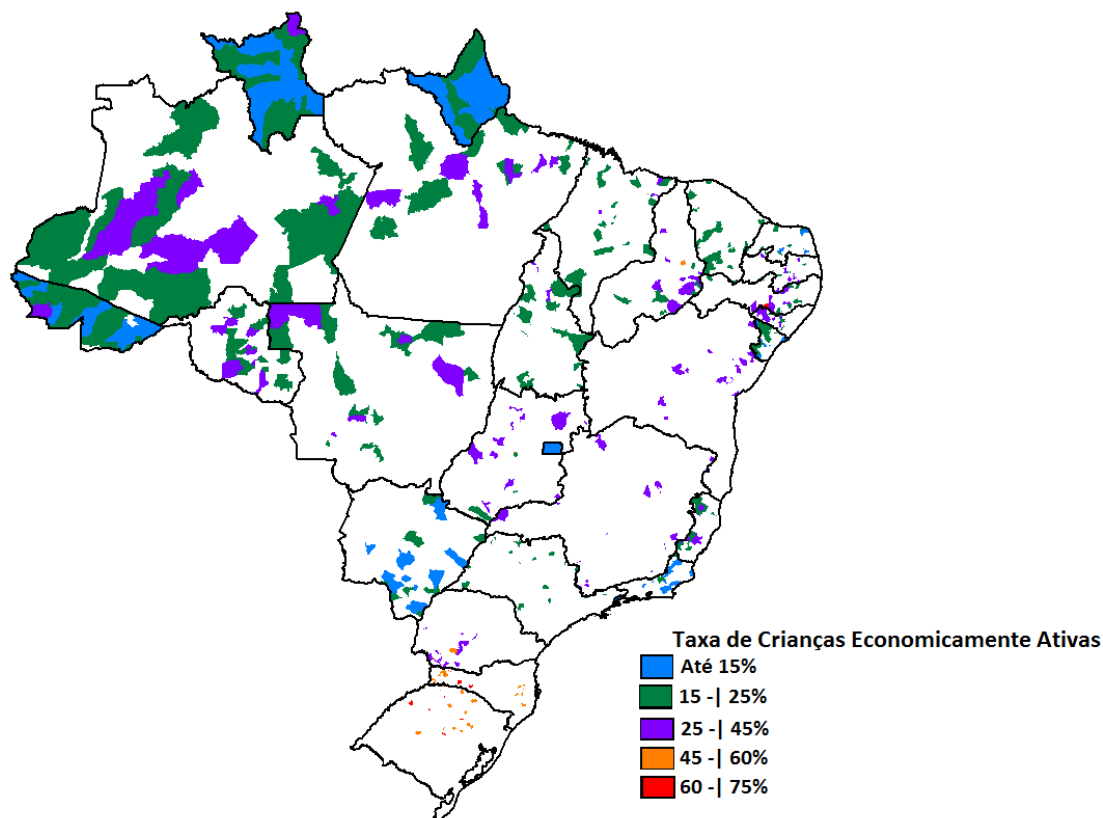 Taxa de Crianças Economicamente Ativas
Até 15%
15 -| 25%
25 -| 45%
45 -| 60%
60 -| 75%